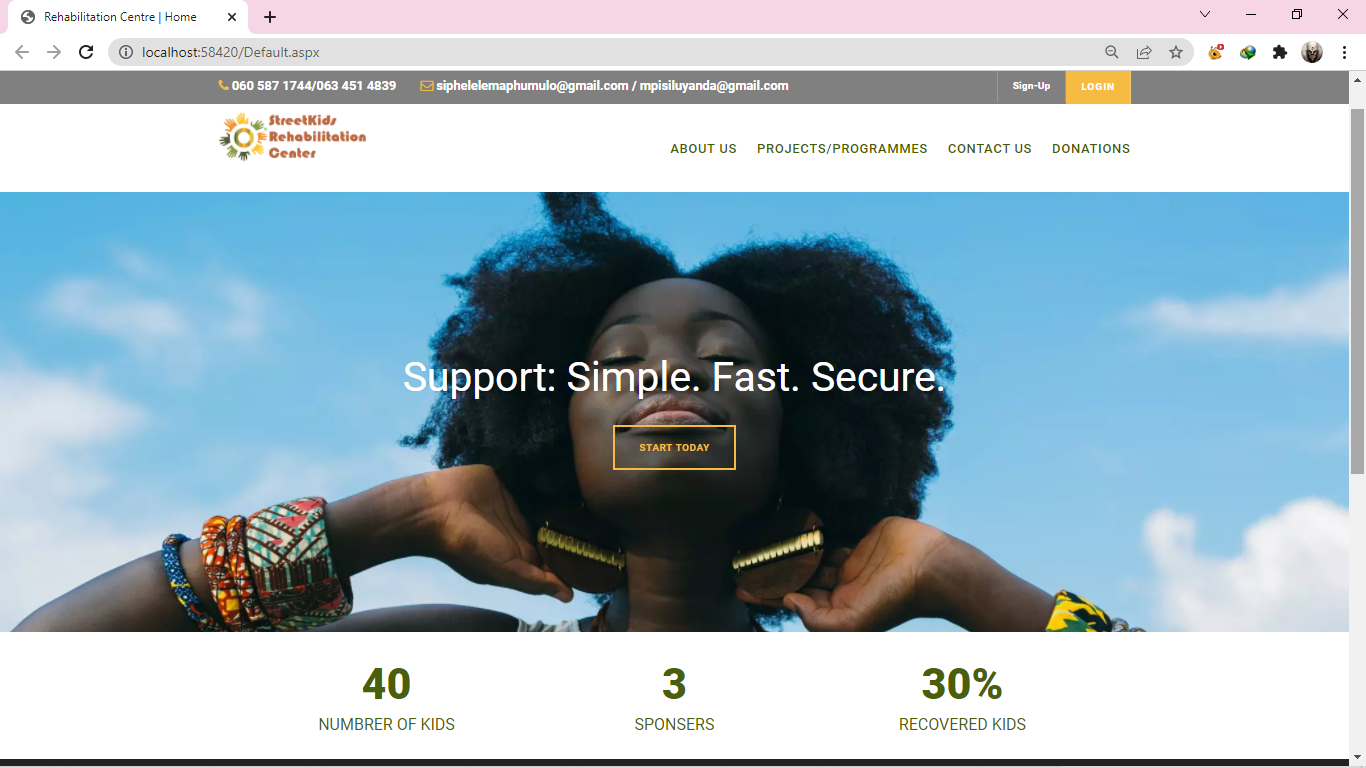 Rehabilitation Centre | Home
localhost:58420/Default.aspx
060 587 1744/063 451 4839 siphelelemaphumulo@gmail.com / mpisiluyanda@gmail.com Sign-Up LOGIN
StreetKids
Rehabilitation
Center
ABOUT US PROJECTS/PROGRAMMES CONTACT US DONATIONS
Support: Simple. Fast. Secure.
START TODAY
40 3 30%
NUMBRER OF KIDS SPONSERS RECOVERED KIDS